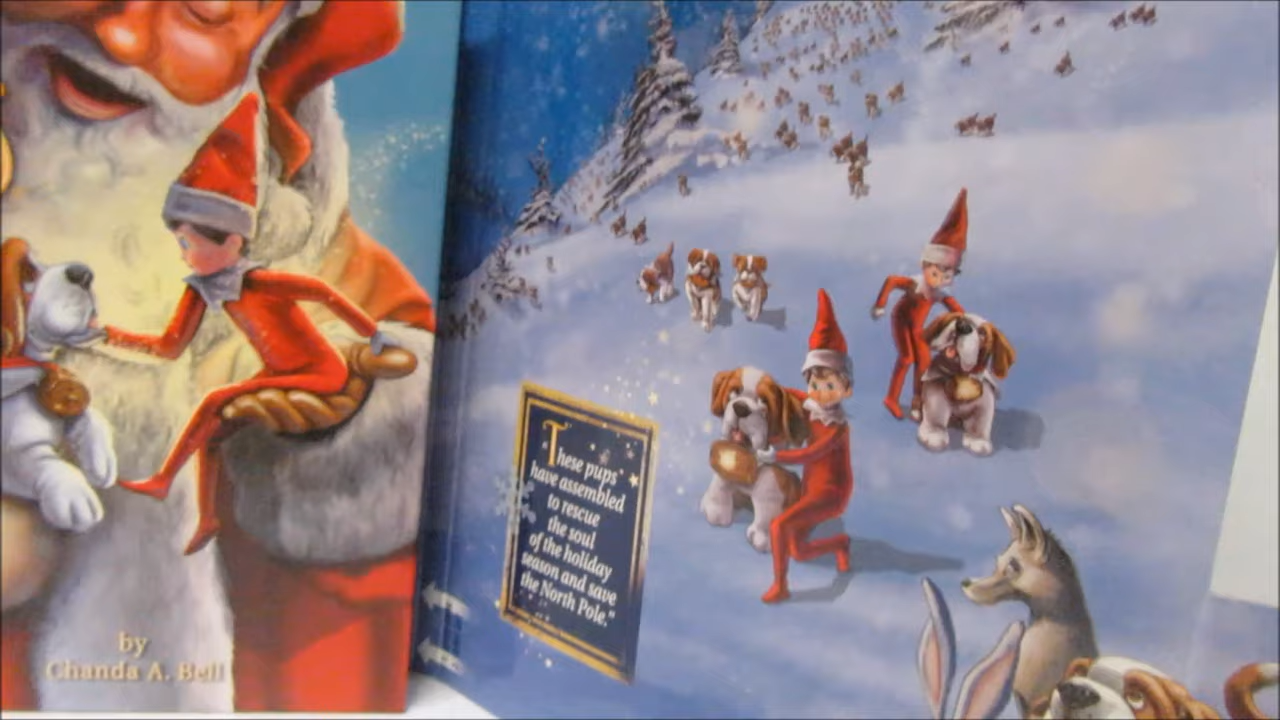 by
Chanda A. Bell
These pups
have assembled
to rescue
the soul
of the holiday
season and save
the North Pole."